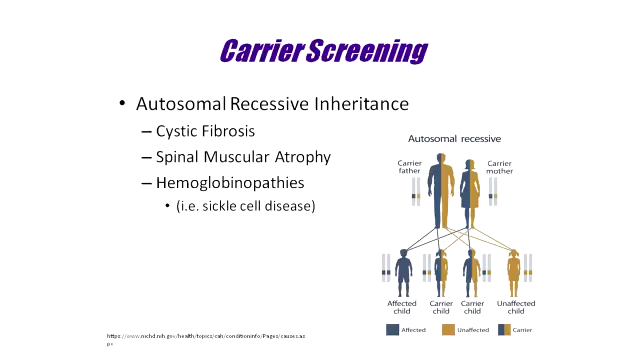 Carrier Screening
• Autosomal Recessive Inheritance
– Cystic Fibrosis
– Spinal Muscular Atrophy
– Hemoglobinopathies
• (i.e. sickle cell disease)
Autosomal recessive
Carrier
father
Carrier
mother
Affected
child
Carrier
child
Carrier
child
Unaffected
child
Affected
Unaffected
Carrier
https://www.nichd.nih.gov/health/topics/cah/conditioninfo/Pages/causes.as
px